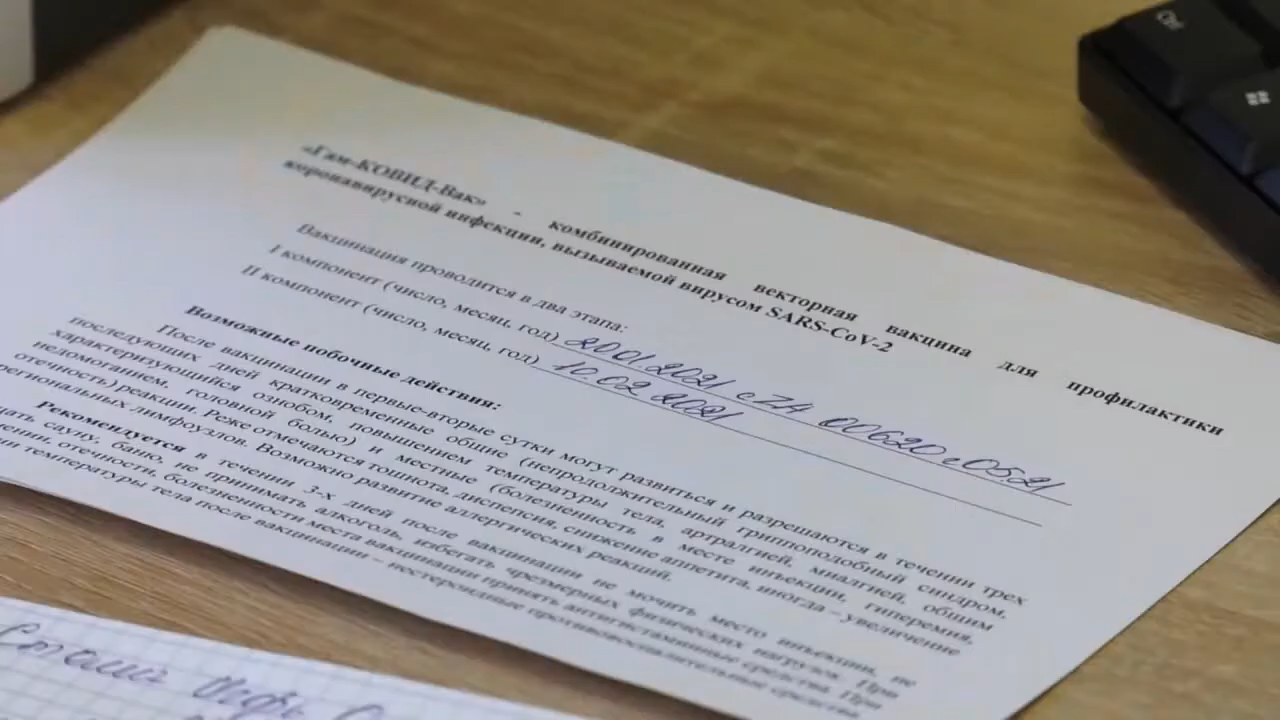 Ctrl
«Гам-КОВИД-Вак» - комбинированная векторная вакцина для профилактики
коронавирусной инфекции, вызываемой вирусом SARS-CoV-2
Вакцинация проводится в два этапа:
I компонент (число, месяц, год) 20.01.2021
II компонент (число, месяц, год) 10.02.2021
Возможные побочные действия:
После вакцинации в первые-вторые сутки могут развиться и разрешаются в течении трех
последующих дней кратковременные общие (непродолжительный гриппоподобный синдром,
характеризующийся ознобом, повышением температуры тела, артралгией, миалгией, общим
недомоганием, головной болью) и местные (болезненность в месте инъекции, гиперемия,
отечность) реакции. Реже отмечаются тошнота, диспепсия, снижение аппетита, иногда – увеличение
региональных лимфоузлов. Возможно развитие аллергических реакций.
Рекомендуется в течении 3-х дней после вакцинации не мочить место инъекции, не
сауну, баню, не принимать алкоголь, избегать чрезмерных физических нагрузок. При
отечности, болезненности места вакцинации принять антигистаминные средства. При
температуры тела после вакцинации – нестероидные противовоспалительные средства